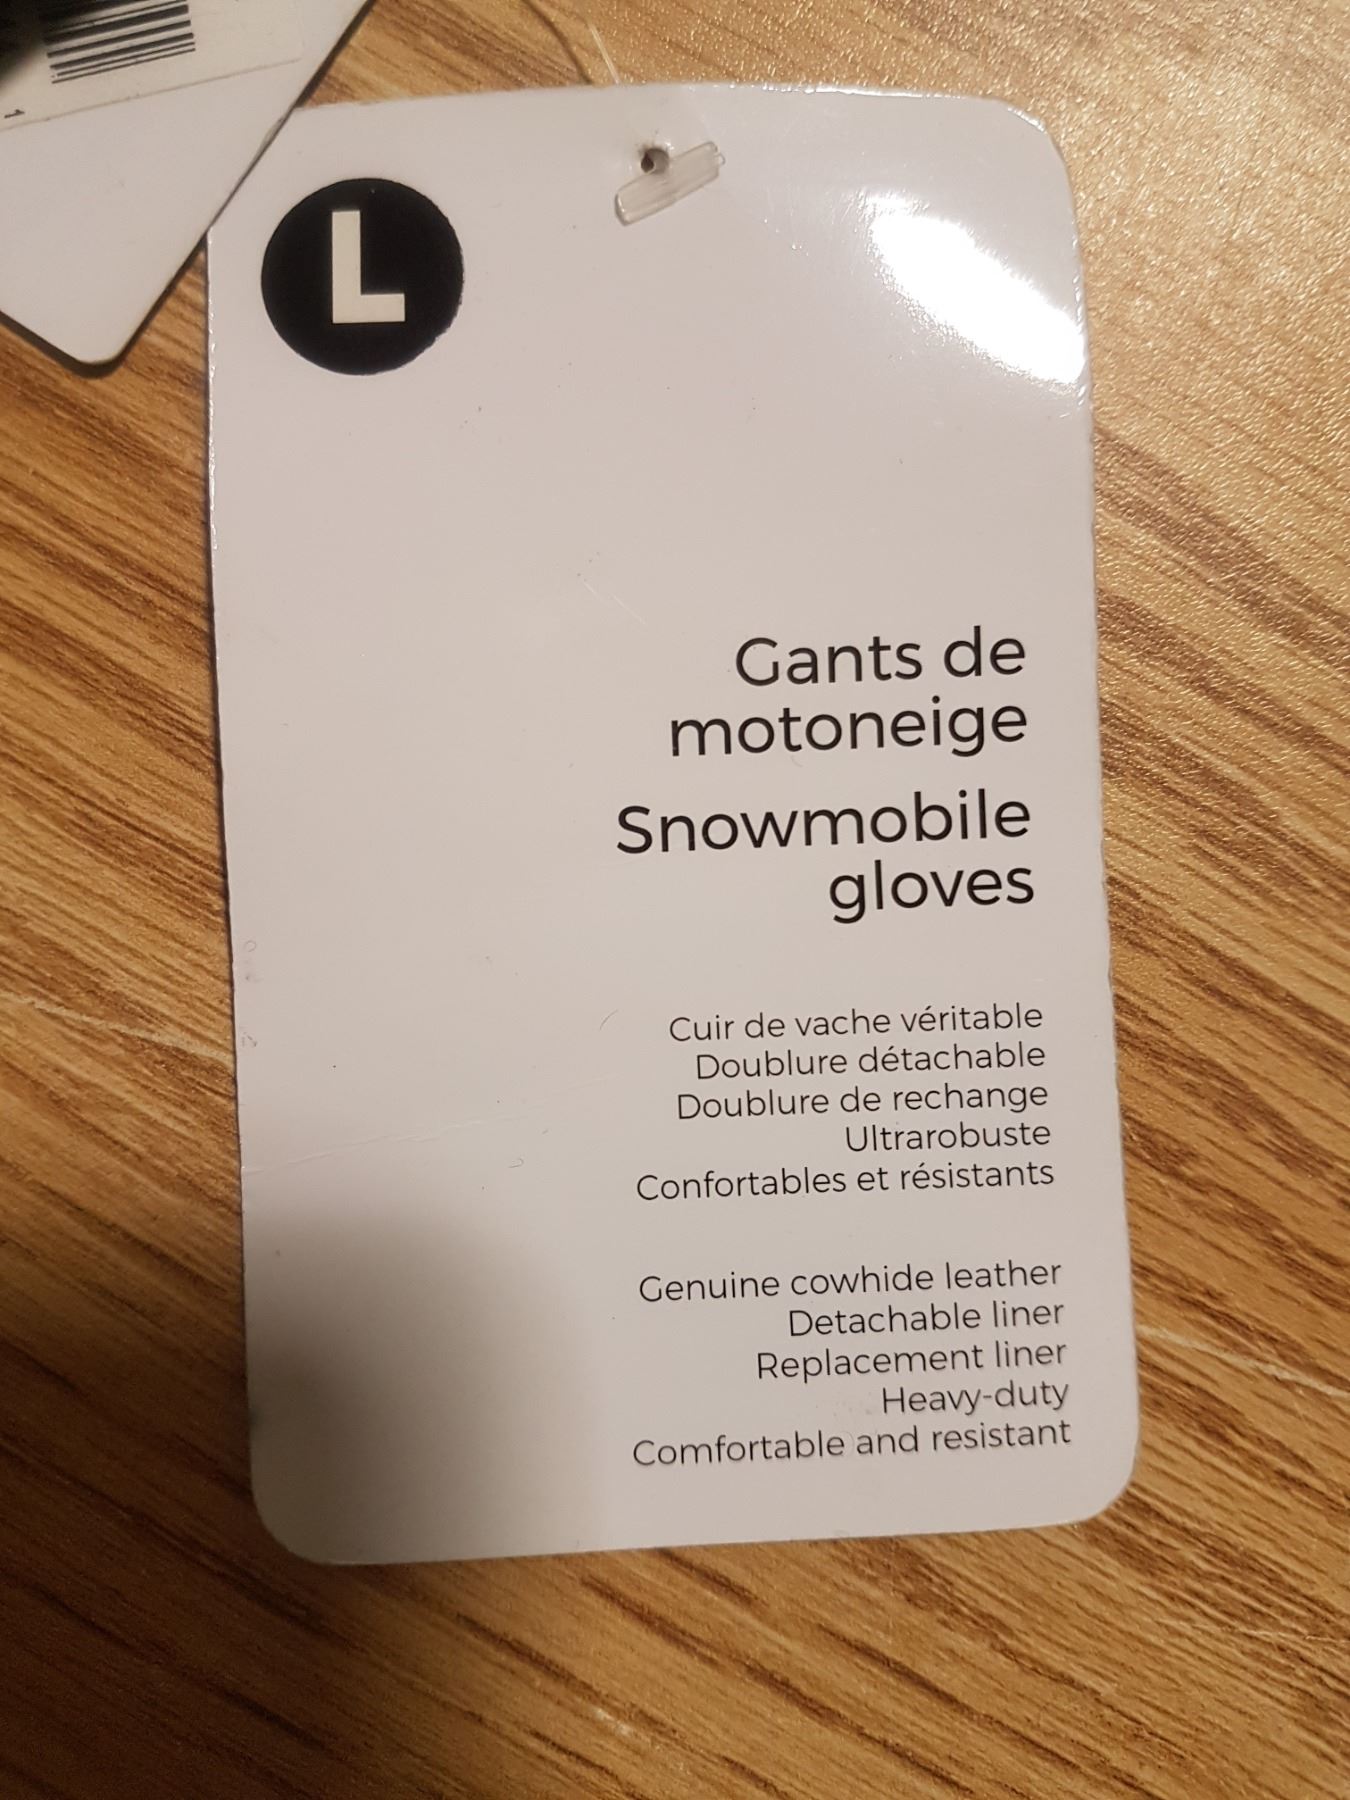 1
L
Gants de
motoneige
Snowmobile
gloves
Cuir de vache véritable
Doublure détachable
Doublure de rechange
Ultrarobuste
Confortables et résistants
Genuine cowhide leather
Detachable liner
Replacement liner
Heavy-duty
Comfortable and resistant